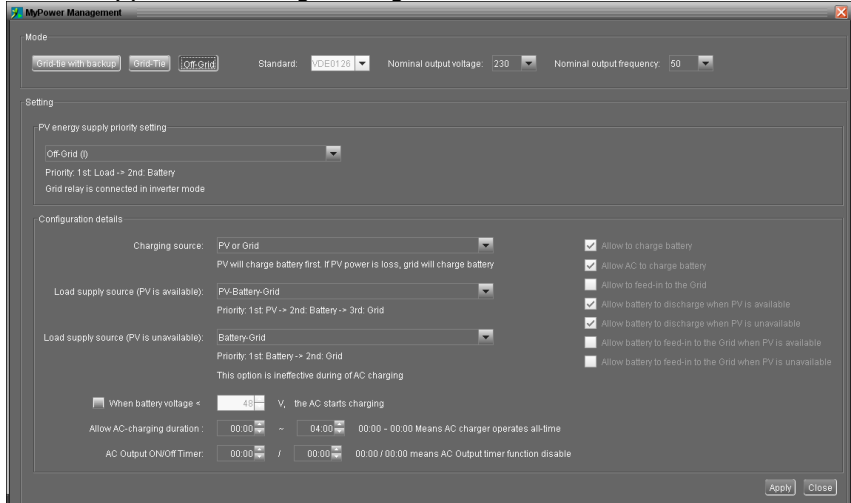 MyPower Management
Mode
Grid-tie with backup Grid-Tie Off-Grid Standard: VDE0126 Nominal output voltage: 230 Nominal output frequency: 50
Setting
PV energy supply priority setting
Off-Grid (I)
Priority: 1st: Load -> 2nd: Battery
Grid relay is connected in inverter mode
Configuration details
Charging source: PV or Grid
PV will charge battery first. If PV power is loss, grid will charge battery
Load supply source (PV is available): PV-Battery-Grid
Priority: 1st: PV -> 2nd: Battery -> 3rd: Grid
Load supply source (PV is unavailable): Battery-Grid
Priority: 1st: Battery -> 2nd: Grid
This option is ineffective during of AC charging
When battery voltage < 48 V, the AC starts charging
Allow AC-charging duration : 00:00 ~ 04:00 00:00 - 00:00 Means AC charger operates all-time
AC Output ON/Off Timer: 00:00 / 00:00 00:00 / 00:00 means AC Output timer function disable
Allow to charge battery
Allow AC to charge battery
Allow to feed-in to the Grid
Allow battery to discharge when PV is available
Allow battery to discharge when PV is unavailable
Allow battery to feed-in to the Grid when PV is available
Allow battery to feed-in to the Grid when PV is unavailable
Apply Close